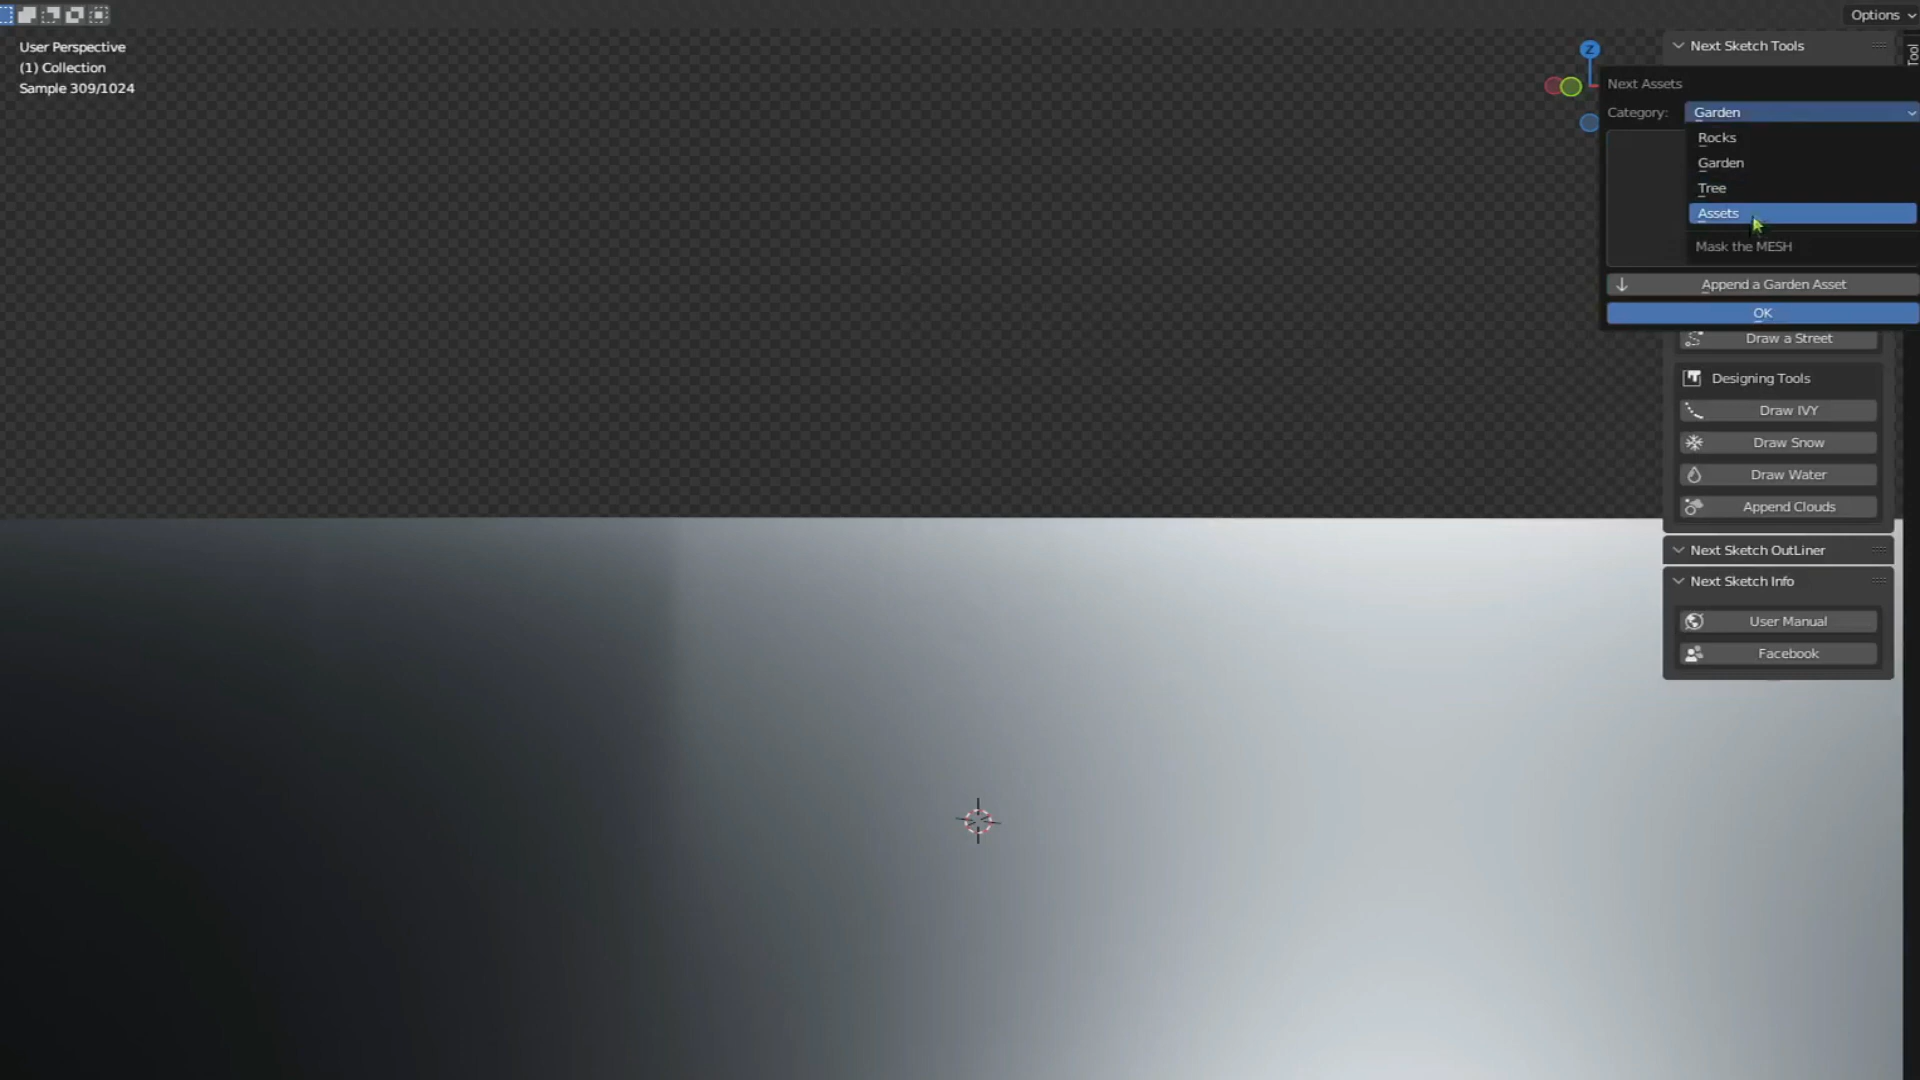 Options
User Perspective
(1) Collection
Sample 309/1024
Z
Next Sketch Tools
Tool
Next Assets
Category:
Garden
Rocks
Garden
Tree
Assets
Mask the MESH
Append a Garden Asset
OK
Draw a Street
Designing Tools
Draw IVY
Draw Snow
Draw Water
Append Clouds
Next Sketch OutLiner
Next Sketch Info
User Manual
Facebook